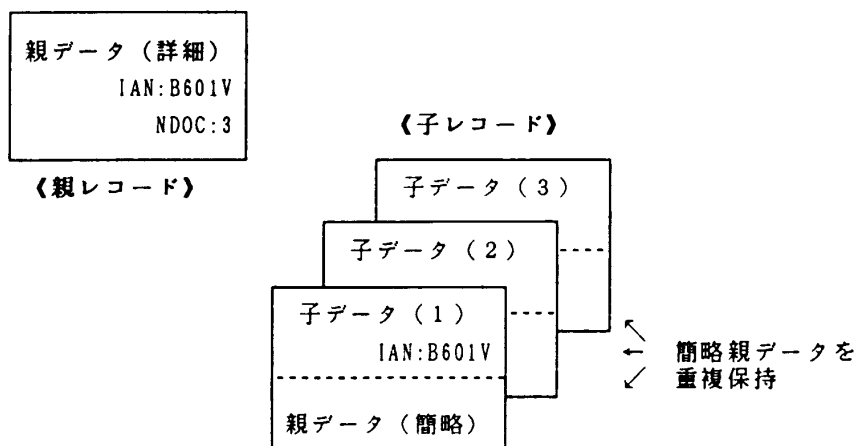 親データ（詳細）
IAN:B601V
NDOC:3
《親レコード》
《子レコード》
子データ（３）
子データ（２）
子データ（１）
IAN:B601V
親データ（簡略）
↖
← 簡略親データを
↙ 重複保持